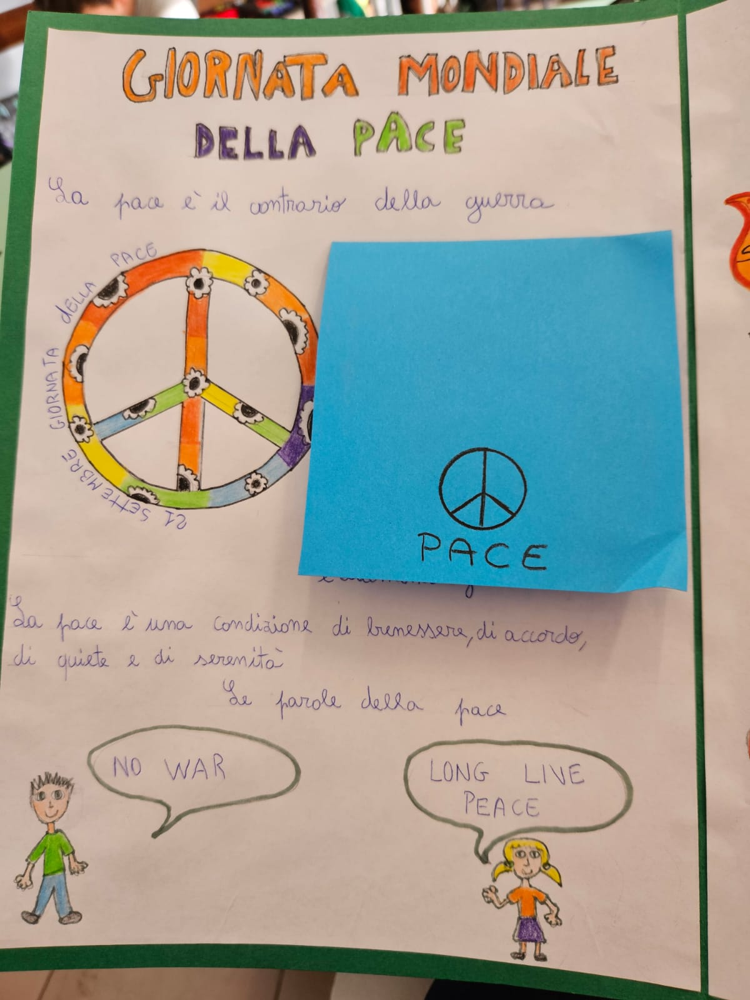 GIORNATA MONDIALE
DELLA PACE
La pace è il contrario della guerra
21 SETTEMBRE GIORNATA dELLA PACE
PACE
La pace è una condizione di benessere, di accordo,
di quiete e di serenità
Le parole della pace
NO WAR
LONG LIVE
PEACE